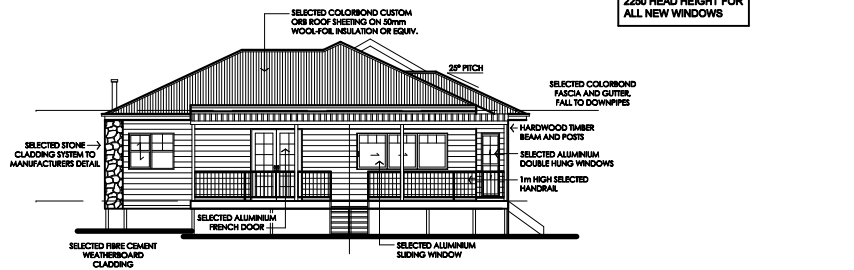 2250 HEAD HEIGHT FOR
ALL NEW WINDOWS
SELECTED COLORBOND CUSTOM
ORB ROOF SHEETING ON 50mm
WOOL-FOIL INSULATION OR EQUIV.
25° PITCH
SELECTED COLORBOND
FASCIA AND GUTTER,
FALL TO DOWNPIPES
HARDWOOD TIMBER
BEAM AND POSTS
SELECTED STONE
CLADDING SYSTEM TO
MANUFACTURERS DETAIL
SELECTED ALUMINIUM
DOUBLE HUNG WINDOWS
1m HIGH SELECTED
HANDRAIL
SELECTED ALUMINIUM
FRENCH DOOR
SELECTED FIBRE CEMENT
WEATHERBOARD
CLADDING
SELECTED ALUMINIUM
SLIDING WINDOW